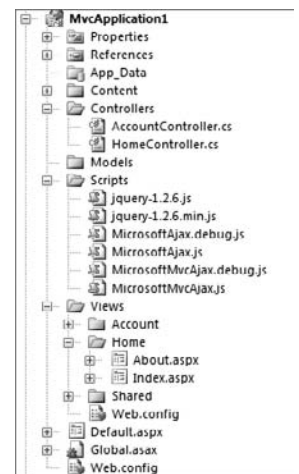 MvcApplication1
Properties
References
App_Data
Content
Controllers
AccountController.cs
HomeController.cs
Models
Scripts
jquery-1.2.6.js
jquery-1.2.6.min.js
MicrosoftAjax.debug.js
MicrosoftAjax.js
MicrosoftMvcAjax.debug.js
MicrosoftMvcAjax.js
Views
Account
Home
About.aspx
Index.aspx
Shared
Web.config
Default.aspx
Global.asax
Web.config